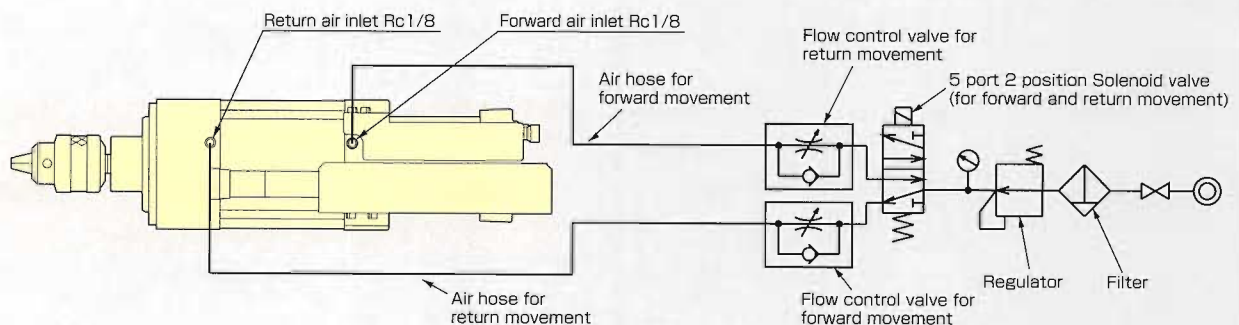 Return air inlet Rc1/8
Forward air inlet Rc1/8
Flow control valve for
return movement
Air hose for
forward movement
5 port 2 position Solenoid valve
(for forward and return movement)
Regulator
Filter
Air hose for
return movement
Flow control valve for
forward movement